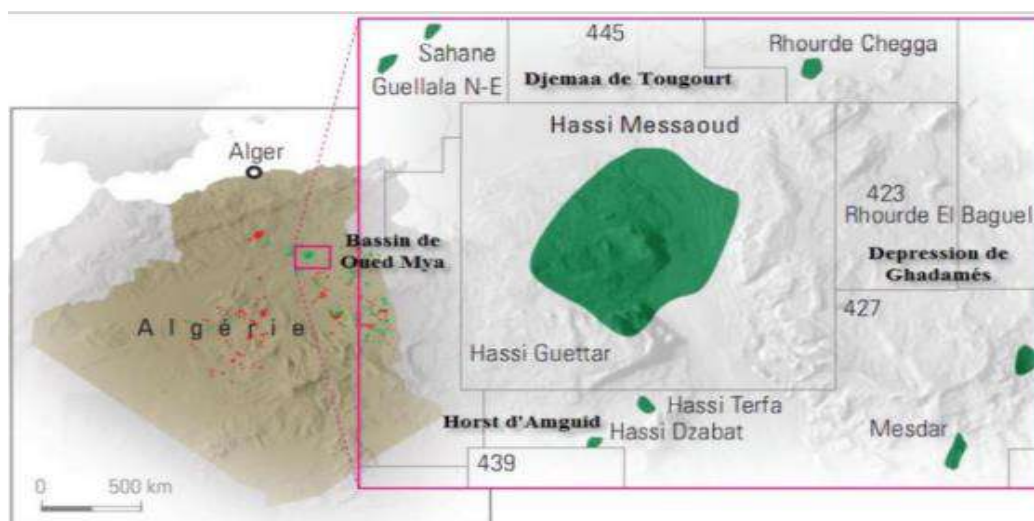 445
Sahane
Rhourde Chegga
Guellala N-E
Djemaa de Tougourt
Hassi Messaoud
Alger
423
Rhourde El Baguel
Bassin de
Oued Mya
Depression de
Ghadamés
427
Algérie
Hassi Guettar
Hassi Terfa
Horst d'Amguid
Hassi Dzabat
Mesdar
439
0 500 km